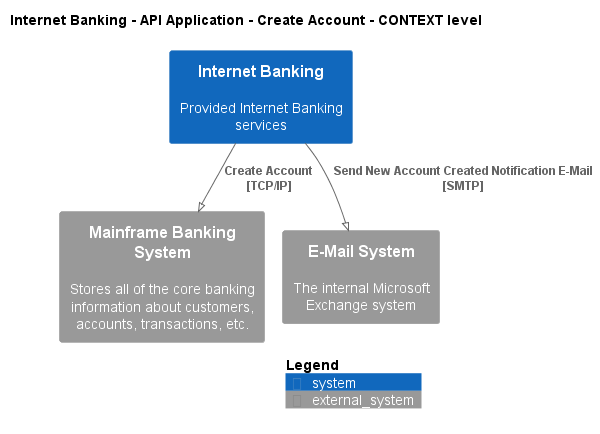 Internet Banking - API Application - Create Account - CONTEXT level
Internet Banking
Provided Internet Banking
services
Create Account
[TCP/IP]
Send New Account Created Notification E-Mail
[SMTP]
Mainframe Banking
System
Stores all of the core banking
information about customers,
accounts, transactions, etc.
E-Mail System
The internal Microsoft
Exchange system
Legend
system
external_system